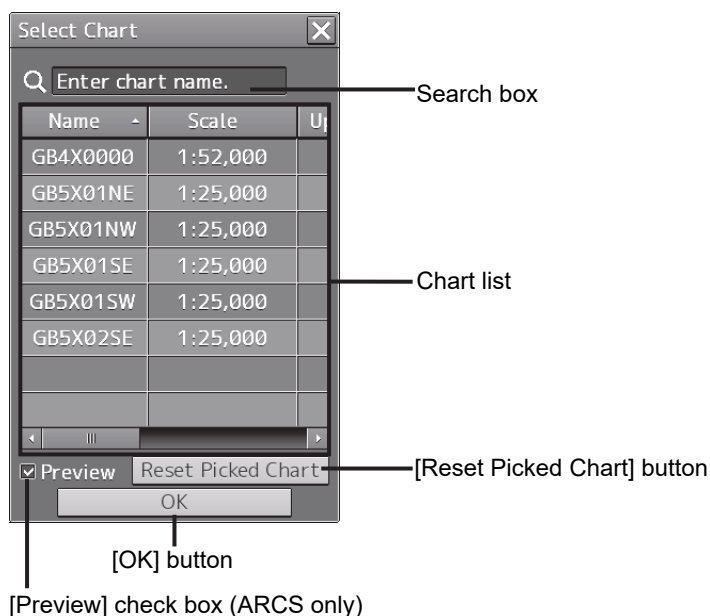 Select Chart
Enter chart name.
Search box
Name Scale Up
GB4X0000 1:52,000
GB5X01NE 1:25,000
GB5X01NW 1:25,000
GB5X01SE 1:25,000
Chart list
GB5X01SW 1:25,000
GB5X02SE 1:25,000
Preview Reset Picked Chart
[Reset Picked Chart] button
OK
[OK] button
[Preview] check box (ARCS only)